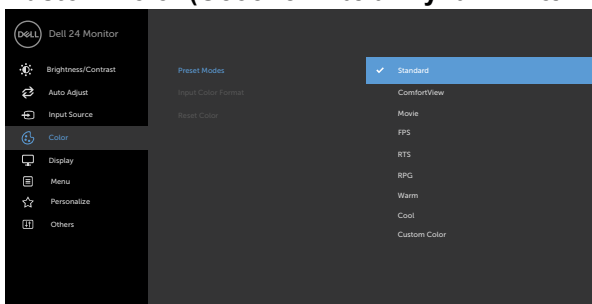 DELL Dell 24 Monitor
Brightness/Contrast
Auto Adjust
Input Source
Color
Display
Menu
Personalize
Others
Preset Modes
Input Color Format
Reset Color
Standard
ComfortView
Movie
FPS
RTS
RPG
Warm
Cool
Custom Color